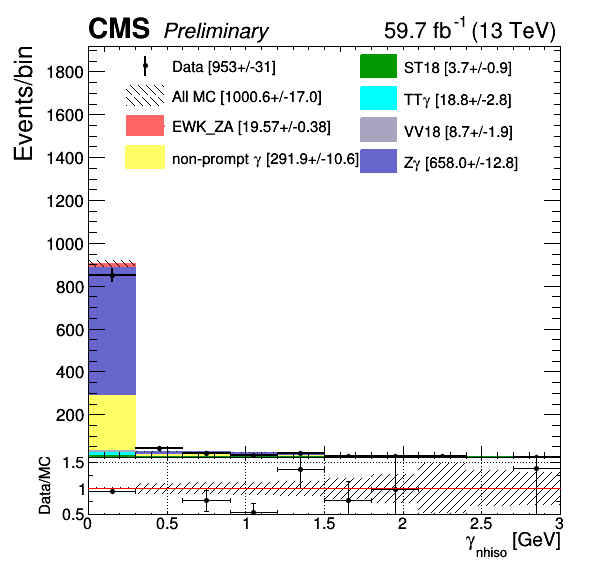 CMS Preliminary 59.7 fb⁻¹ (13 TeV)
Events/bin
1800
1600
1400
1200
1000
800
600
400
200
Data [953+/-31]
All MC [1000.6+/-17.0]
EWK_ZA [19.57+/-0.38]
non-prompt γ [291.9+/-10.6]
ST18 [3.7+/-0.9]
TTγ [18.8+/-2.8]
VV18 [8.7+/-1.9]
Zγ [658.0+/-12.8]
Data/MC
1.5
1
0.5
0 0.5 1 1.5 2 2.5 3
γnhiso [GeV]